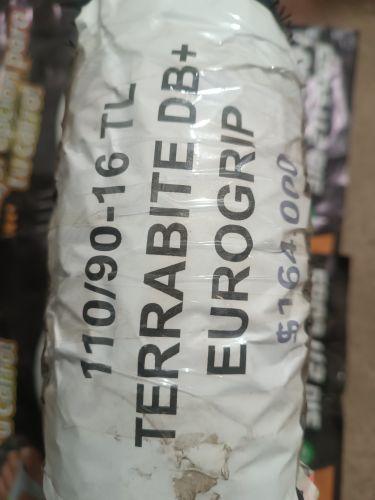 110/90-16 TL
TERRABITE DB+
EUROGRIP
$164.000